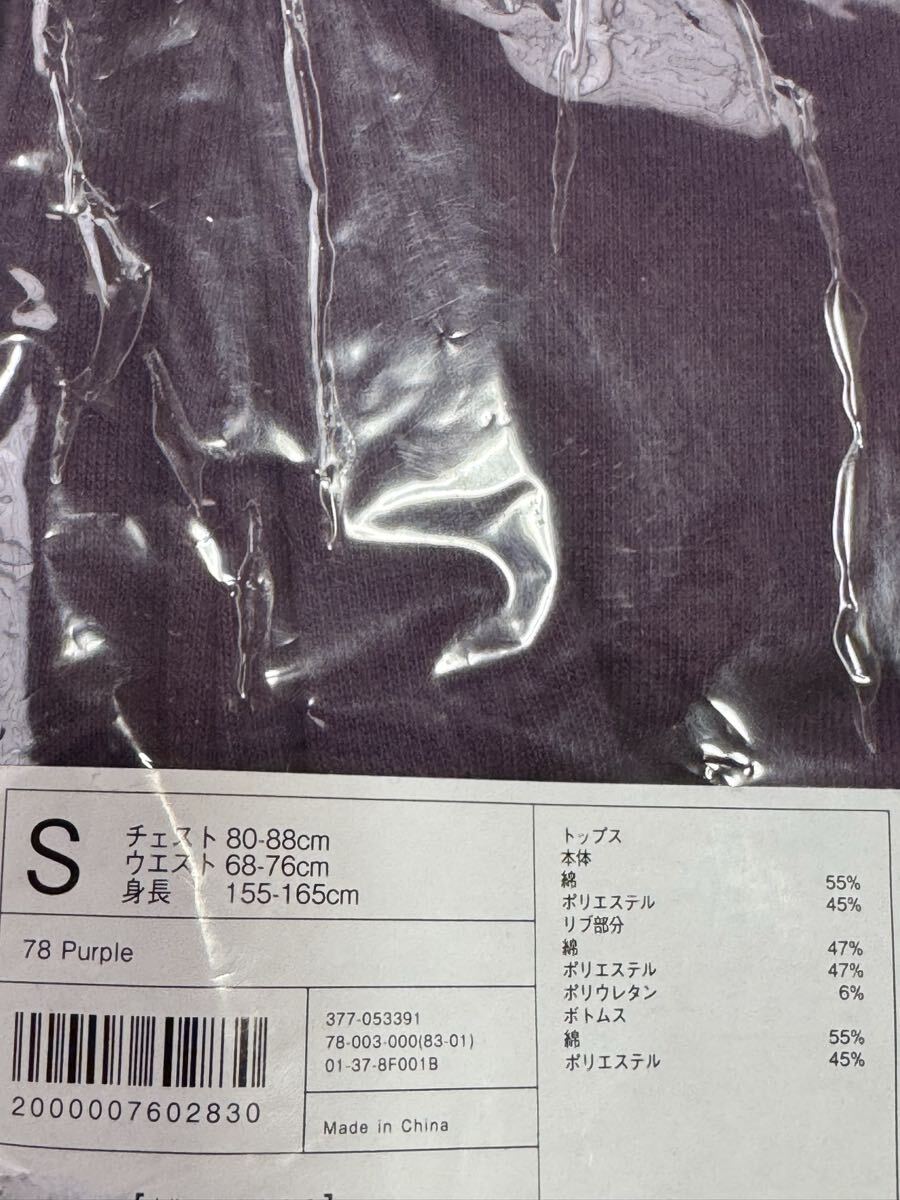 S
チェスト 80-88cm
ウエスト 68-76cm
身長 155-165cm
78 Purple
2000007602830
377-053391
78-003-000(83-01)
01-37-8F001B
Made in China
トップス
本体
綿 55%
ポリエステル 45%
リブ部分
綿 47%
ポリエステル 47%
ポリウレタン 6%
ボトムス
綿 55%
ポリエステル 45%